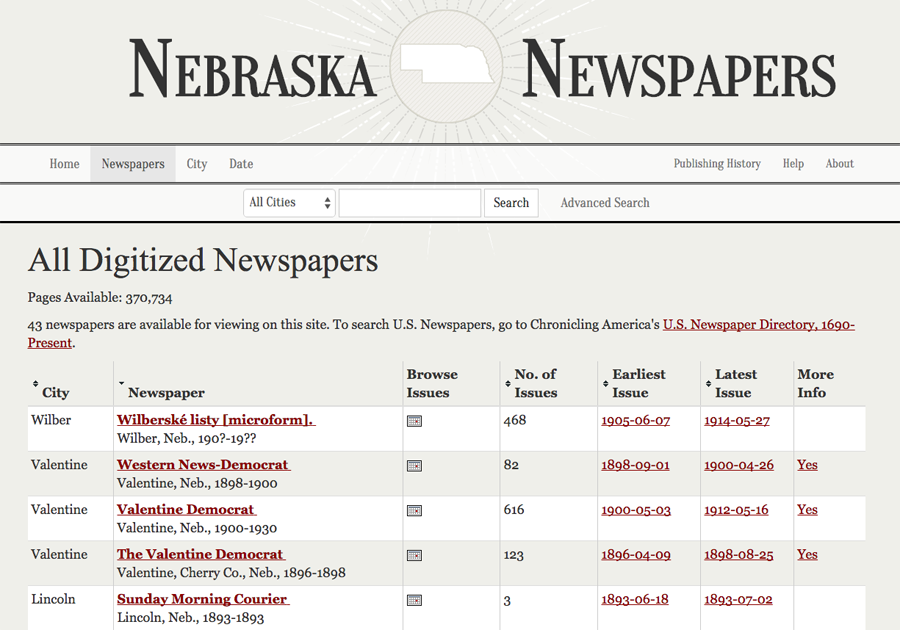 NEBRASKA NEWSPAPERS
Home Newspapers City Date Publishing History Help About
All Cities Search Advanced Search
All Digitized Newspapers
Pages Available: 370,734
43 newspapers are available for viewing on this site. To search U.S. Newspapers, go to Chronicling America's U.S. Newspaper Directory, 1690-
Present.
City Newspaper Browse Issues No. of Issues Earliest Issue Latest Issue More Info
Wilber Wilberské listy [microform]. 468 1905-06-07 1914-05-27
Wilber, Neb., 190?-19??
Valentine Western News-Democrat 82 1898-09-01 1900-04-26 Yes
Valentine, Neb., 1898-1900
Valentine Valentine Democrat 616 1900-05-03 1912-05-16 Yes
Valentine, Neb., 1900-1930
Valentine The Valentine Democrat 123 1896-04-09 1898-08-25 Yes
Valentine, Cherry Co., Neb., 1896-1898
Lincoln Sunday Morning Courier 3 1893-06-18 1893-07-02
Lincoln, Neb., 1893-1893